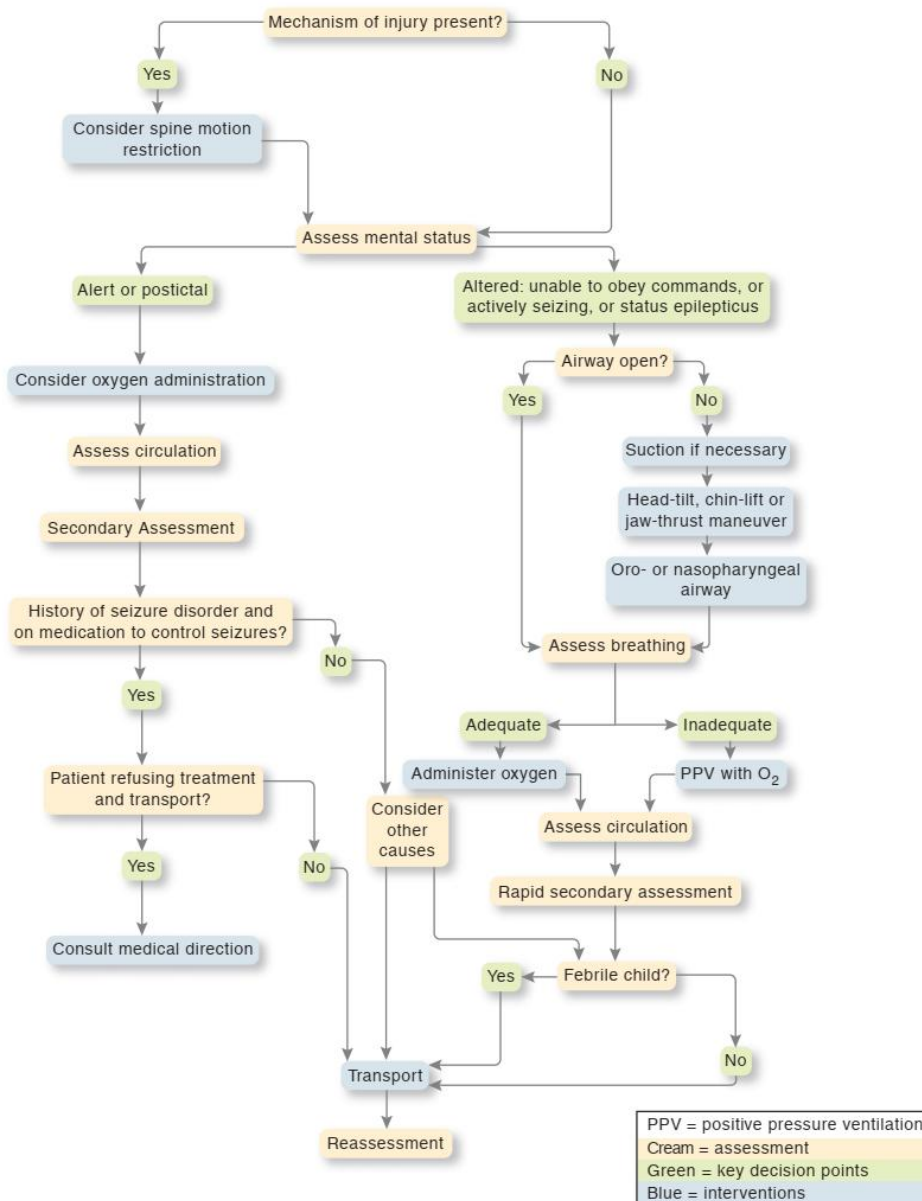 Mechanism of injury present?
Yes
No
Consider spine motion
restriction
Assess mental status
Alert or postictal
Altered: unable to obey commands, or
actively seizing, or status epilepticus
Consider oxygen administration
Airway open?
Yes
No
Assess circulation
Suction if necessary
Head-tilt, chin-lift or
jaw-thrust maneuver
Secondary Assessment
Oro- or nasopharyngeal
airway
History of seizure disorder and
on medication to control seizures?
No
Yes
Assess breathing
Adequate
Inadequate
Administer oxygen
PPV with O₂
Patient refusing treatment
and transport?
Consider
other
causes
Assess circulation
Yes
No
Rapid secondary assessment
Consult medical direction
Febrile child?
Yes
No
Transport
Reassessment
PPV = positive pressure ventilation
Cream = assessment
Green = key decision points
Blue = interventions